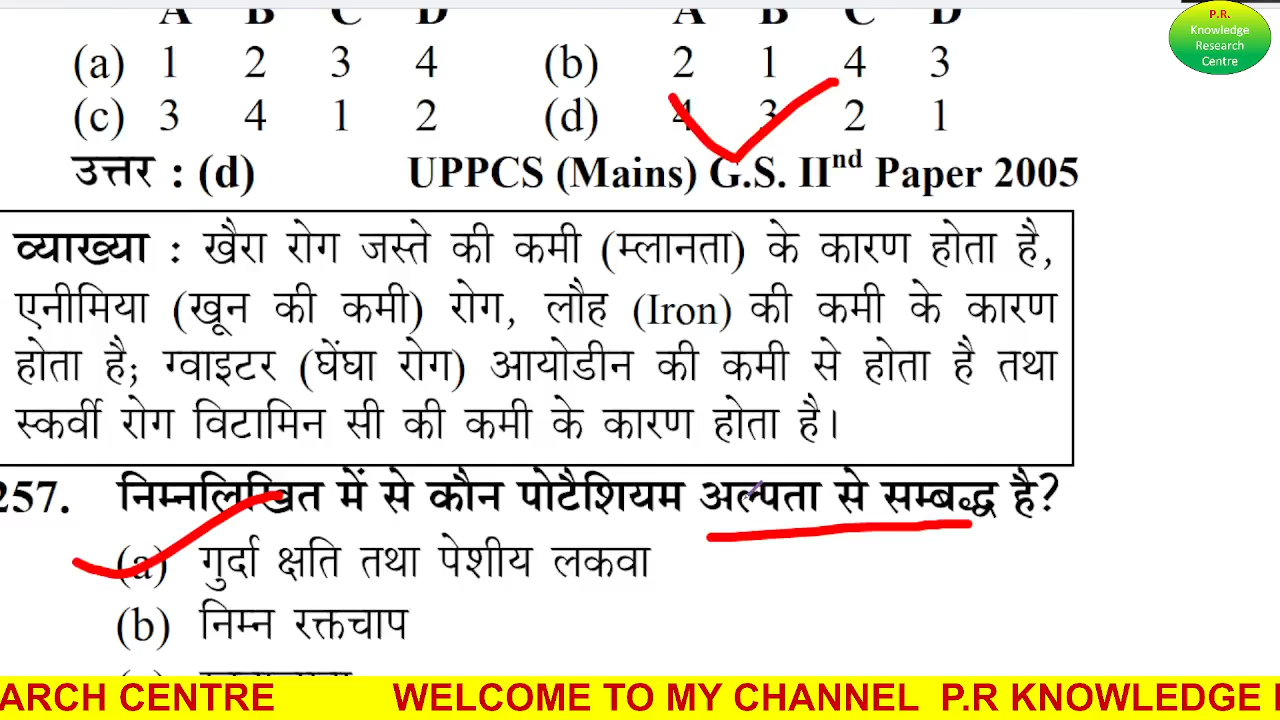 A B C D A B C D
(a) 1 2 3 4 (b) 2 1 4 3
(c) 3 4 1 2 (d) 4 3 2 1
उत्तर : (d) UPPCS (Mains) G.S. IInd Paper 2005
व्याख्या : खैरा रोग जस्ते की कमी (म्लानता) के कारण होता है,
एनीमिया (खून की कमी) रोग, लौह (Iron) की कमी के कारण
होता है; ग्वाइटर (घेंघा रोग) आयोडीन की कमी से होता है तथा
स्कर्वी रोग विटामिन सी की कमी के कारण होता है।
257. निम्नलिखित में से कौन पोटैशियम अल्पता से सम्बद्ध है?
(a) गुर्दा क्षति तथा पेशीय लकवा
(b) निम्न रक्तचाप
ARCH CENTRE WELCOME TO MY CHANNEL P.R KNOWLEDGE
P.R.
Knowledge
Research
Centre